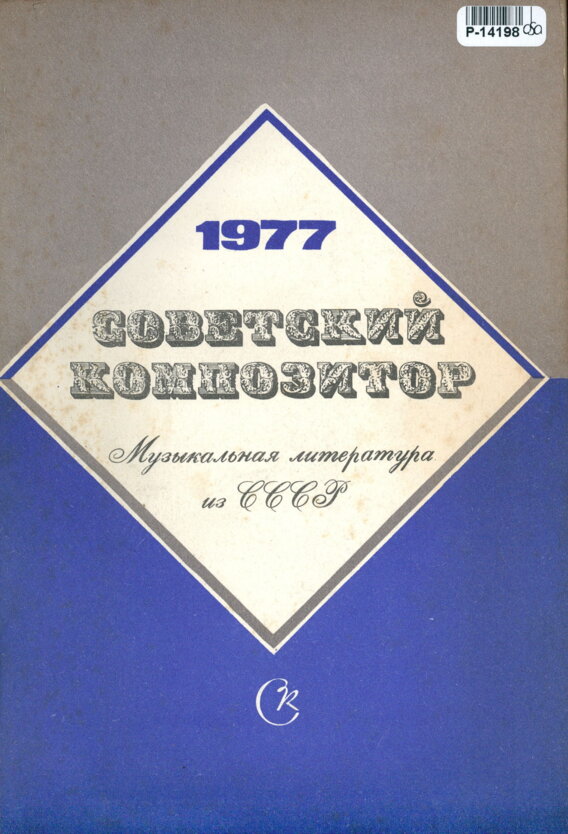 P-14198
1977
СОВЕТСКИЙ
КОМПОЗИТОР
Музыкальная литература
из СССР
СК